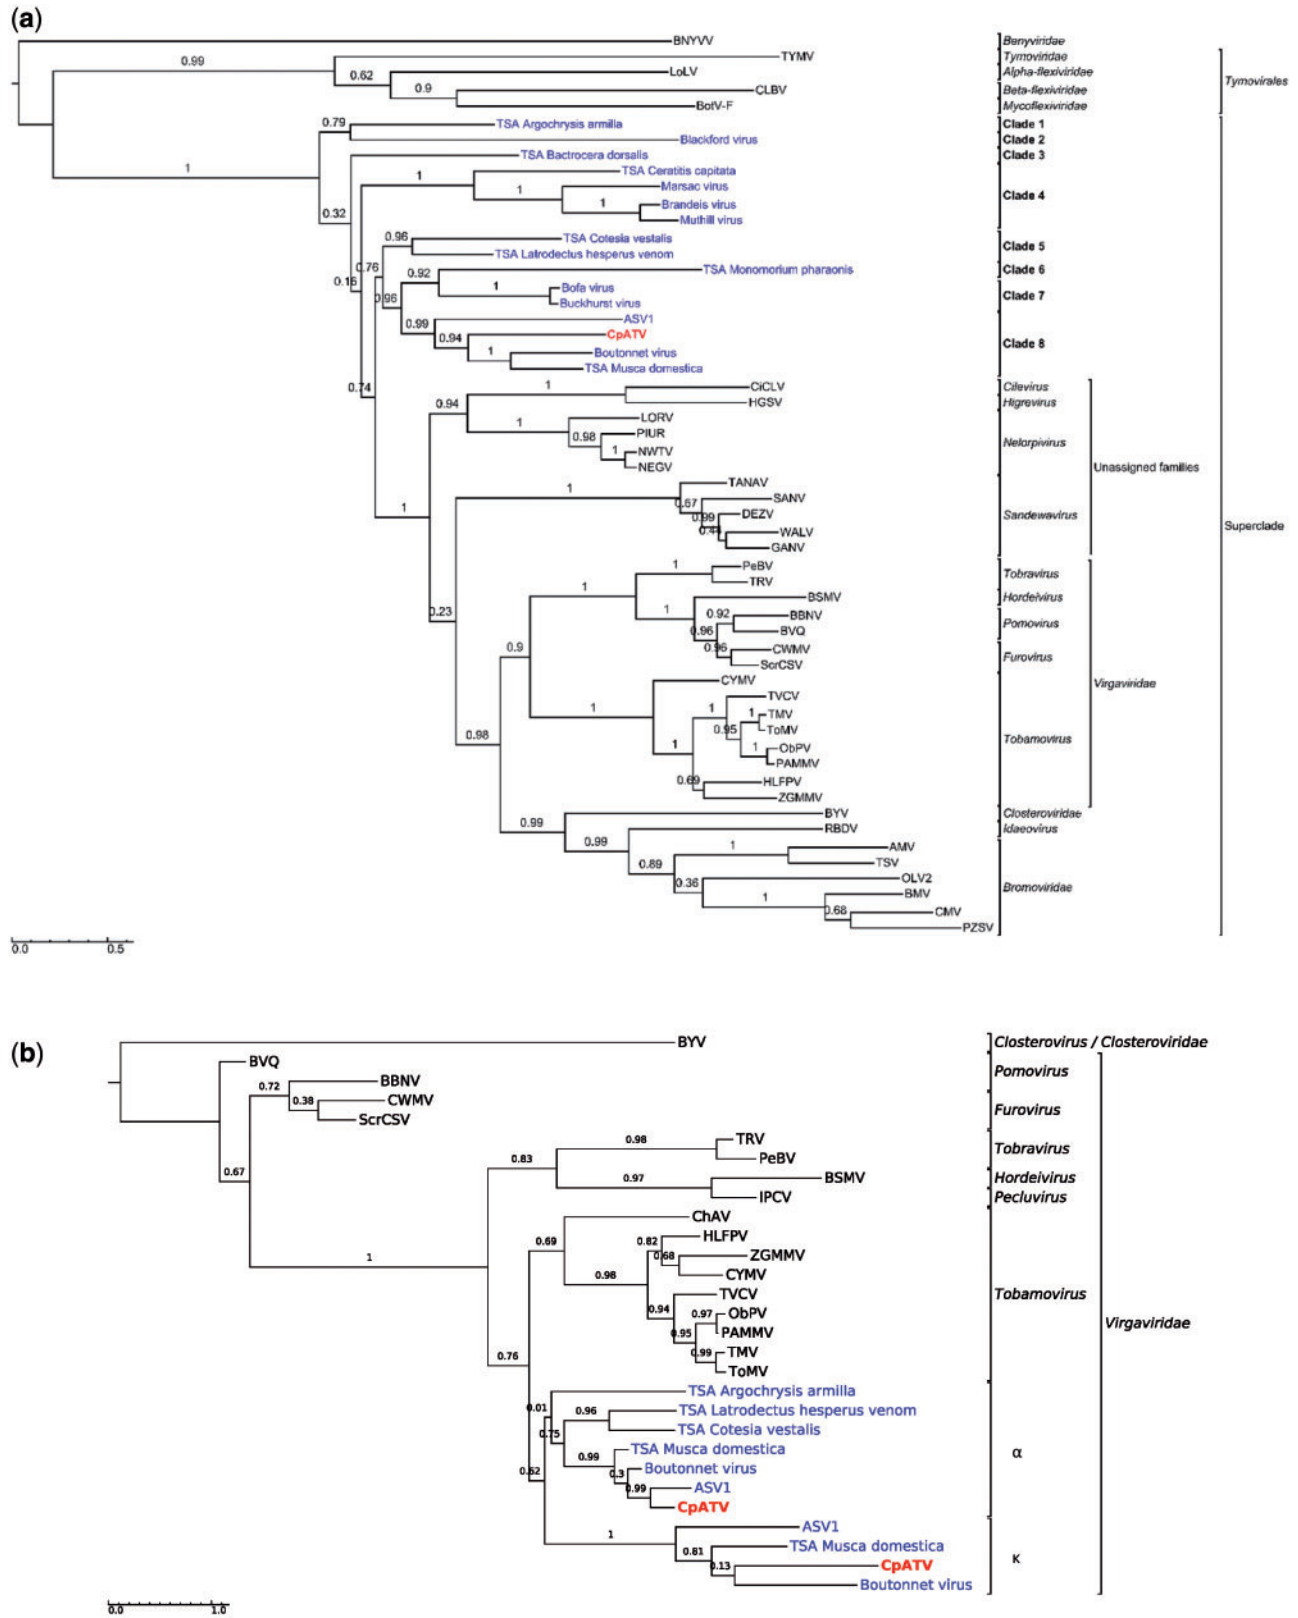 (a)
BNYVV
Benyviridae
0.99
TYMV
Tymoviridae
0.62
LoLV
Alpha-flexiviridae
Tymovirales
0.9
CLBV
Beta-flexiviridae
BotV-F
Mycoflexiviridae
0.79
TSA Argochrysis armilla
Clade 1
Blackford virus
Clade 2
1
TSA Bactrocera dorsalis
Clade 3
1
TSA Ceratitis capitata
1
Marsac virus
Clade 4
1
Brandeis virus
0.32
Muthill virus
0.96
TSA Cotesia vestalis
Clade 5
TSA Latrodectus hesperus venom
0.76
0.16
0.92
TSA Monomorium pharaonis
Clade 6
0.96
1
Bofa virus
Clade 7
Buckhurst virus
0.99
ASV1
0.94
CpATV
Clade 8
1
Boutonnet virus
TSA Musca domestica
0.74
1
CiCLV
Cilevirus
0.94
HGSV
Higrevirus
1
LORV
0.98
PIUR
Nelorpivirus
1
NWTV
NEGV
Unassigned families
1
TANAV
0.67
SANV
0.99
DEZV
Sandewavirus
0.44
WALV
GANV
1
Superclade
1
PeBV
Tobravirus
TRV
1
BSMV
Hordeivirus
0.23
1
0.92
BBNV
Pomovirus
0.96
BVQ
0.96
CWMV
Furovirus
0.9
ScrCSV
CYMV
Virgaviridae
1
1
TVCV
1
TMV
0.95
ToMV
0.98
1
1
ObPV
Tobamovirus
PAMMV
0.69
HLFPV
ZGMMV
0.99
BYV
Closteroviridae
0.99
RBDV
Idaeovirus
1
AMV
0.89
TSV
0.36
OLV2
Bromoviridae
1
BMV
0.68
CMV
PZSV
0.0
0.5
(b)
BYV
Closterovirus / Closteroviridae
BVQ
Pomovirus
0.72
BBNV
0.38
CWMV
Furovirus
ScrCSV
0.98
TRV
Tobravirus
0.83
PeBV
0.67
0.97
BSMV
Hordeivirus
IPCV
Pecluvirus
ChAV
0.69
0.82
HLFPV
1
0.68
ZGMMV
0.98
CYMV
TVCV
Tobamovirus
0.94
0.97
ObPV
0.95
PAMMV
Virgaviridae
0.76
0.99
TMV
ToMV
TSA Argochrysis armilla
0.01
0.96
TSA Latrodectus hesperus venom
0.75
TSA Cotesia vestalis
0.99
TSA Musca domestica
α
0.62
0.3
Boutonnet virus
0.99
ASV1
CpATV
1
ASV1
0.81
TSA Musca domestica
κ
0.13
CpATV
Boutonnet virus
0.0
1.0